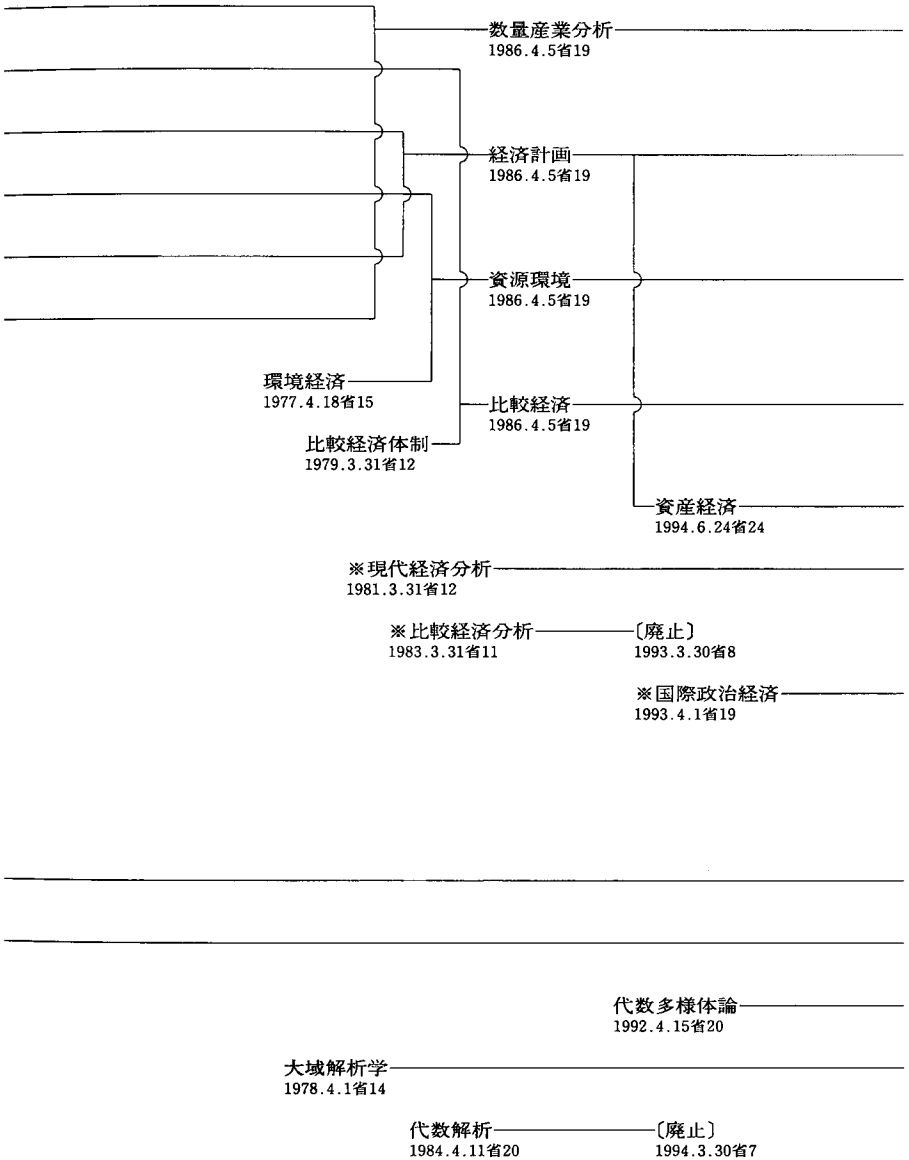 数量産業分析
1986.4.5省19
経済計画
1986.4.5省19
資源環境
1986.4.5省19
環境経済
1977.4.18省15
比較経済
1986.4.5省19
比較経済体制
1979.3.31省12
資産経済
1994.6.24省24
※現代経済分析
1981.3.31省12
※比較経済分析 〔廃止〕
1983.3.31省11 1993.3.30省8
※国際政治経済
1993.4.1省19
代数多様体論
1992.4.15省20
大域解析学
1978.4.1省14
代数解析 〔廃止〕
1984.4.11省20 1994.3.30省7